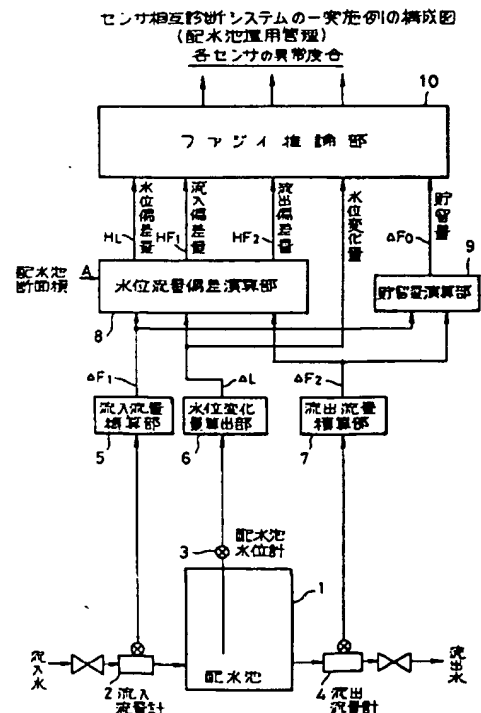 センサ相互診断システムの一実施例の構成図
(配水池運用管理)
各センサの異常度合
10
ファジイ推論部
水位偏差量
流入偏差量
流出偏差量
水位変化量
貯留量
HL
HF1
HF2
ΔF0
9
配水池
断面積
A
水位流量偏差演算部
貯留量演算部
8
ΔF1
ΔL
ΔF2
流入流量
積算部
水位変化
量算出部
流出流量
積算部
5
6
7
3
配水池
水位計
1
配水池
流入水
2 流入
流量計
4 流出
流量計
流出水